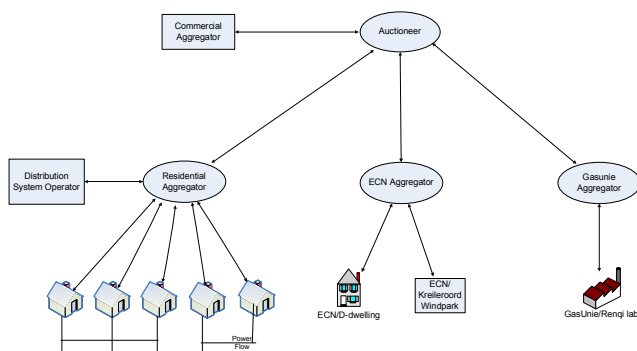 Commercial
Aggregator
Auctioneer
Distribution
System Operator
Residential
Aggregator
ECN Aggregator
Gasunie
Aggregator
ECN/D-dwelling
ECN/
Kreileroord
Windpark
GasUnie/Renqi lab
Power
Flow